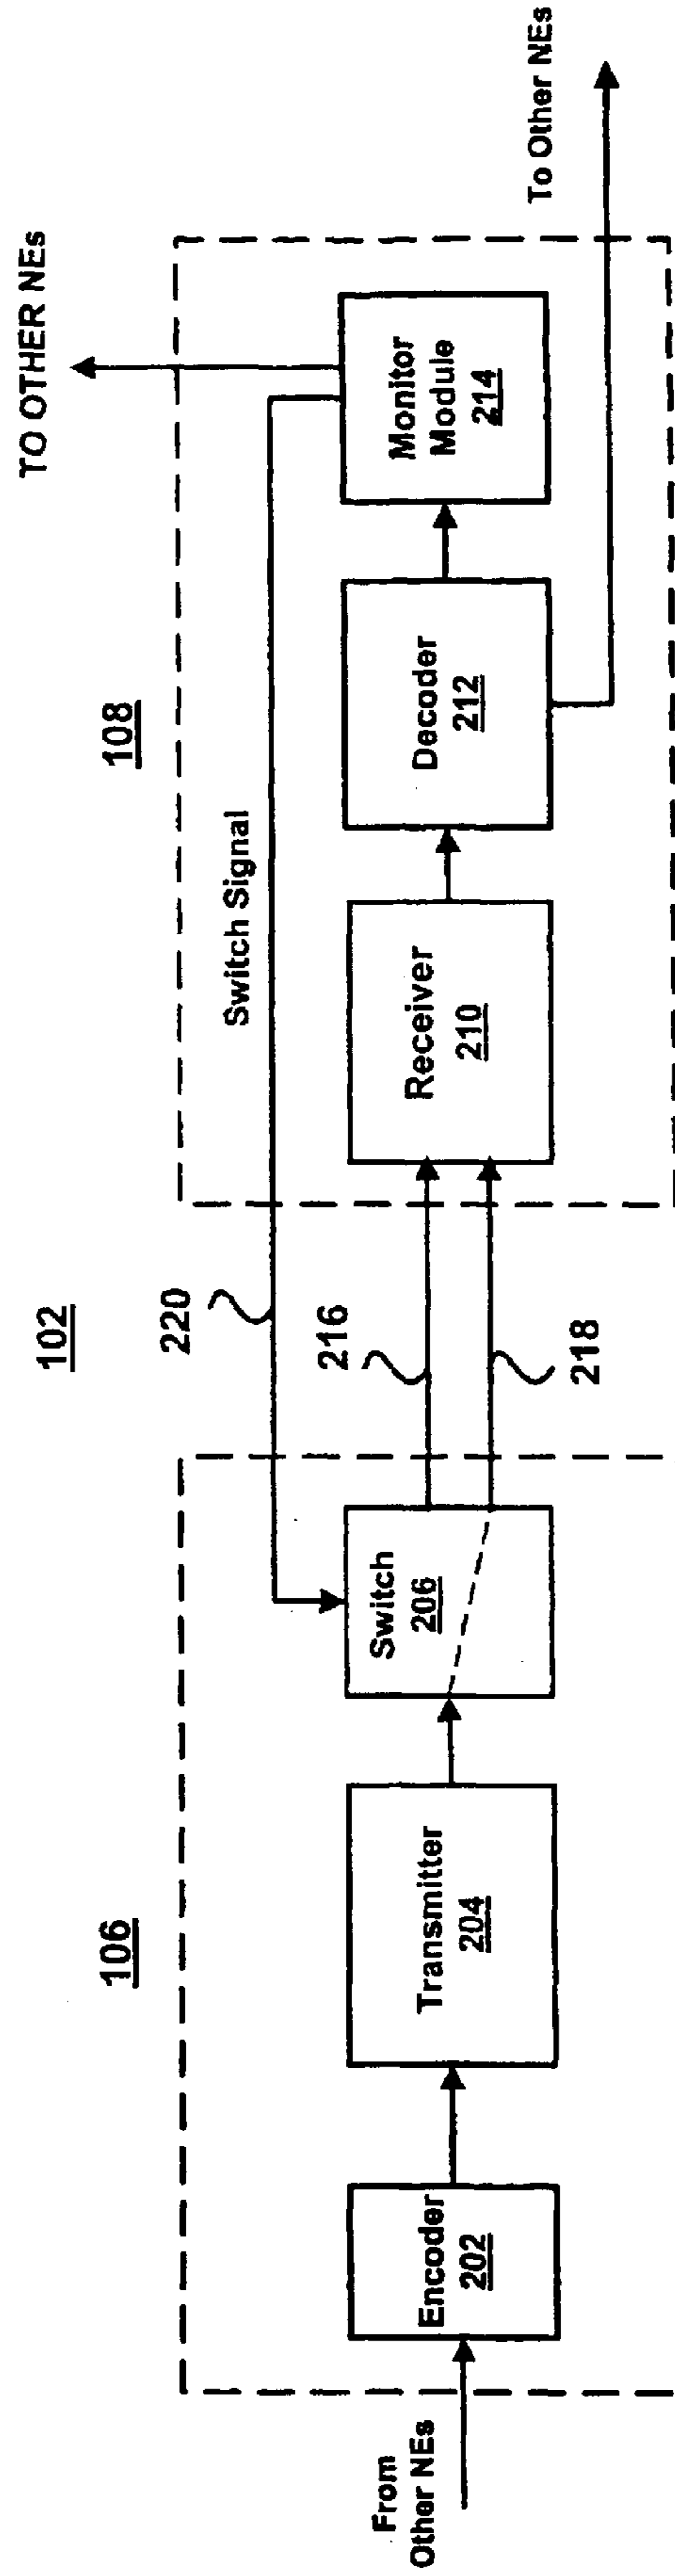 102
106
108
From
Other NEs
Encoder
202
Transmitter
204
Switch
206
220
216
218
Switch Signal
Receiver
210
Decoder
212
Monitor
Module
214
TO OTHER NEs
To Other NEs